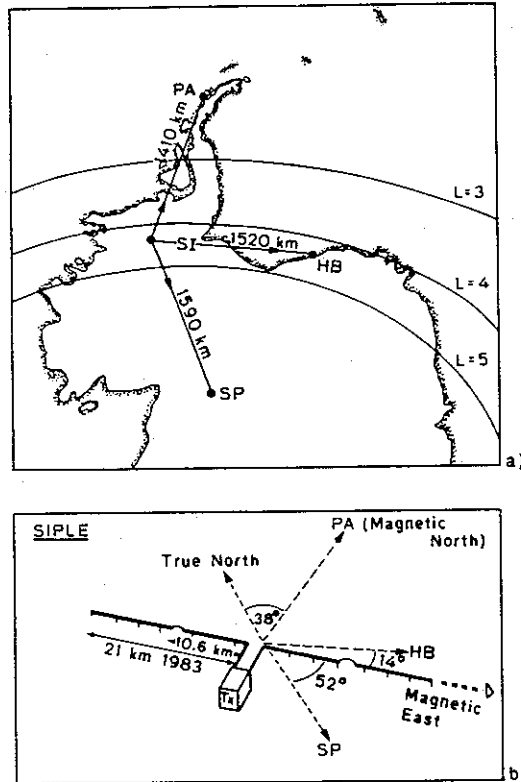 PA
1410 km
L=3
SI
1520 km
HB
L=4
1590 km
L=5
SP
a)
SIPLE
PA (Magnetic
North)
True North
38°
10.6 km
21 km 1983
HB
14°
52°
Tx
Magnetic
East
SP
b